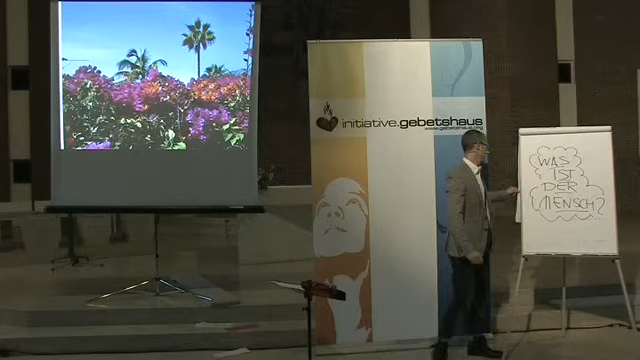 initiative.gebetshaus
www.gebetshaus.org
WAS
IST
DER
MENSCH?